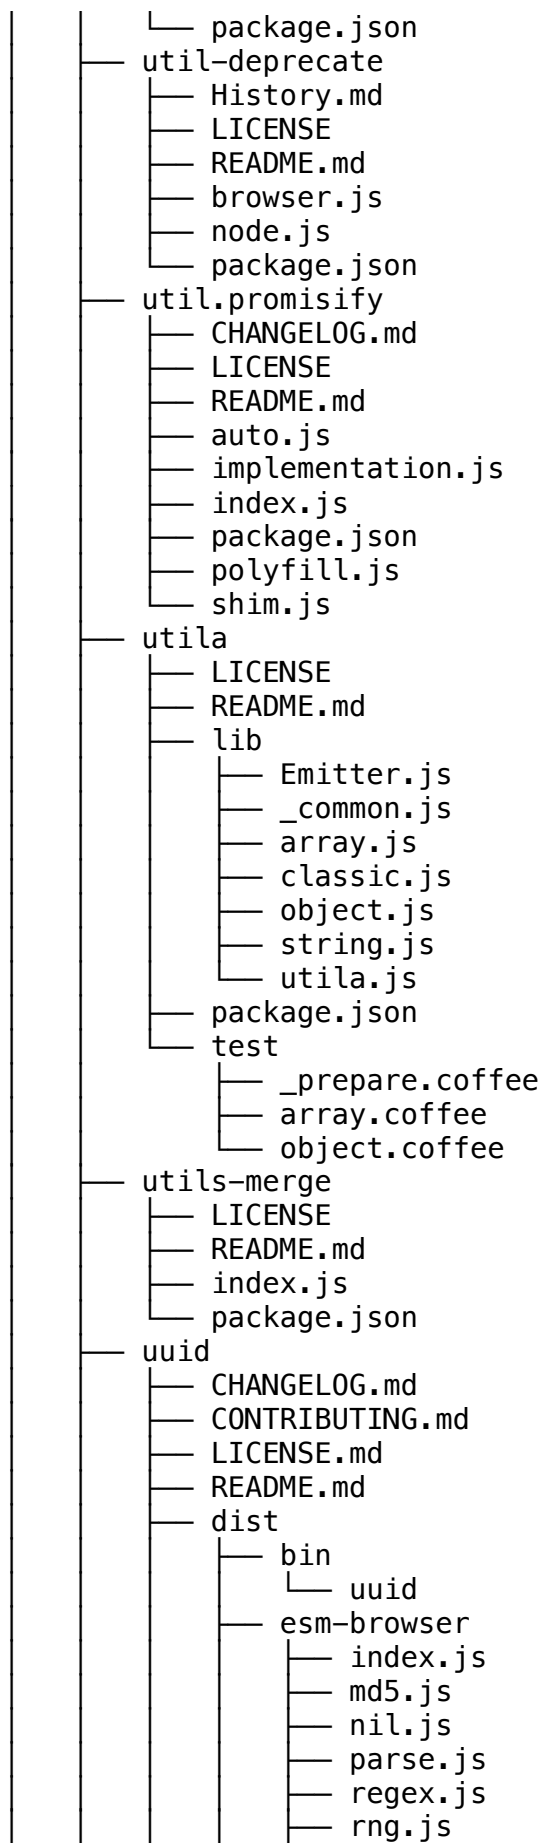 │   │   │   └── package.json
│   │   ├── util-deprecate
│   │   │   ├── History.md
│   │   │   ├── LICENSE
│   │   │   ├── README.md
│   │   │   ├── browser.js
│   │   │   ├── node.js
│   │   │   └── package.json
│   │   ├── util.promisify
│   │   │   ├── CHANGELOG.md
│   │   │   ├── LICENSE
│   │   │   ├── README.md
│   │   │   ├── auto.js
│   │   │   ├── implementation.js
│   │   │   ├── index.js
│   │   │   ├── package.json
│   │   │   ├── polyfill.js
│   │   │   └── shim.js
│   │   ├── utila
│   │   │   ├── LICENSE
│   │   │   ├── README.md
│   │   │   ├── lib
│   │   │   │   ├── Emitter.js
│   │   │   │   ├── _common.js
│   │   │   │   ├── array.js
│   │   │   │   ├── classic.js
│   │   │   │   ├── object.js
│   │   │   │   ├── string.js
│   │   │   │   └── utila.js
│   │   │   ├── package.json
│   │   │   └── test
│   │   │       ├── _prepare.coffee
│   │   │       ├── array.coffee
│   │   │       └── object.coffee
│   │   ├── utils-merge
│   │   │   ├── LICENSE
│   │   │   ├── README.md
│   │   │   ├── index.js
│   │   │   └── package.json
│   │   ├── uuid
│   │   │   ├── CHANGELOG.md
│   │   │   ├── CONTRIBUTING.md
│   │   │   ├── LICENSE.md
│   │   │   ├── README.md
│   │   │   ├── dist
│   │   │   │   ├── bin
│   │   │   │   │   └── uuid
│   │   │   │   ├── esm-browser
│   │   │   │   │   ├── index.js
│   │   │   │   │   ├── md5.js
│   │   │   │   │   ├── nil.js
│   │   │   │   │   ├── parse.js
│   │   │   │   │   ├── regex.js
│   │   │   │   │   ├── rng.js